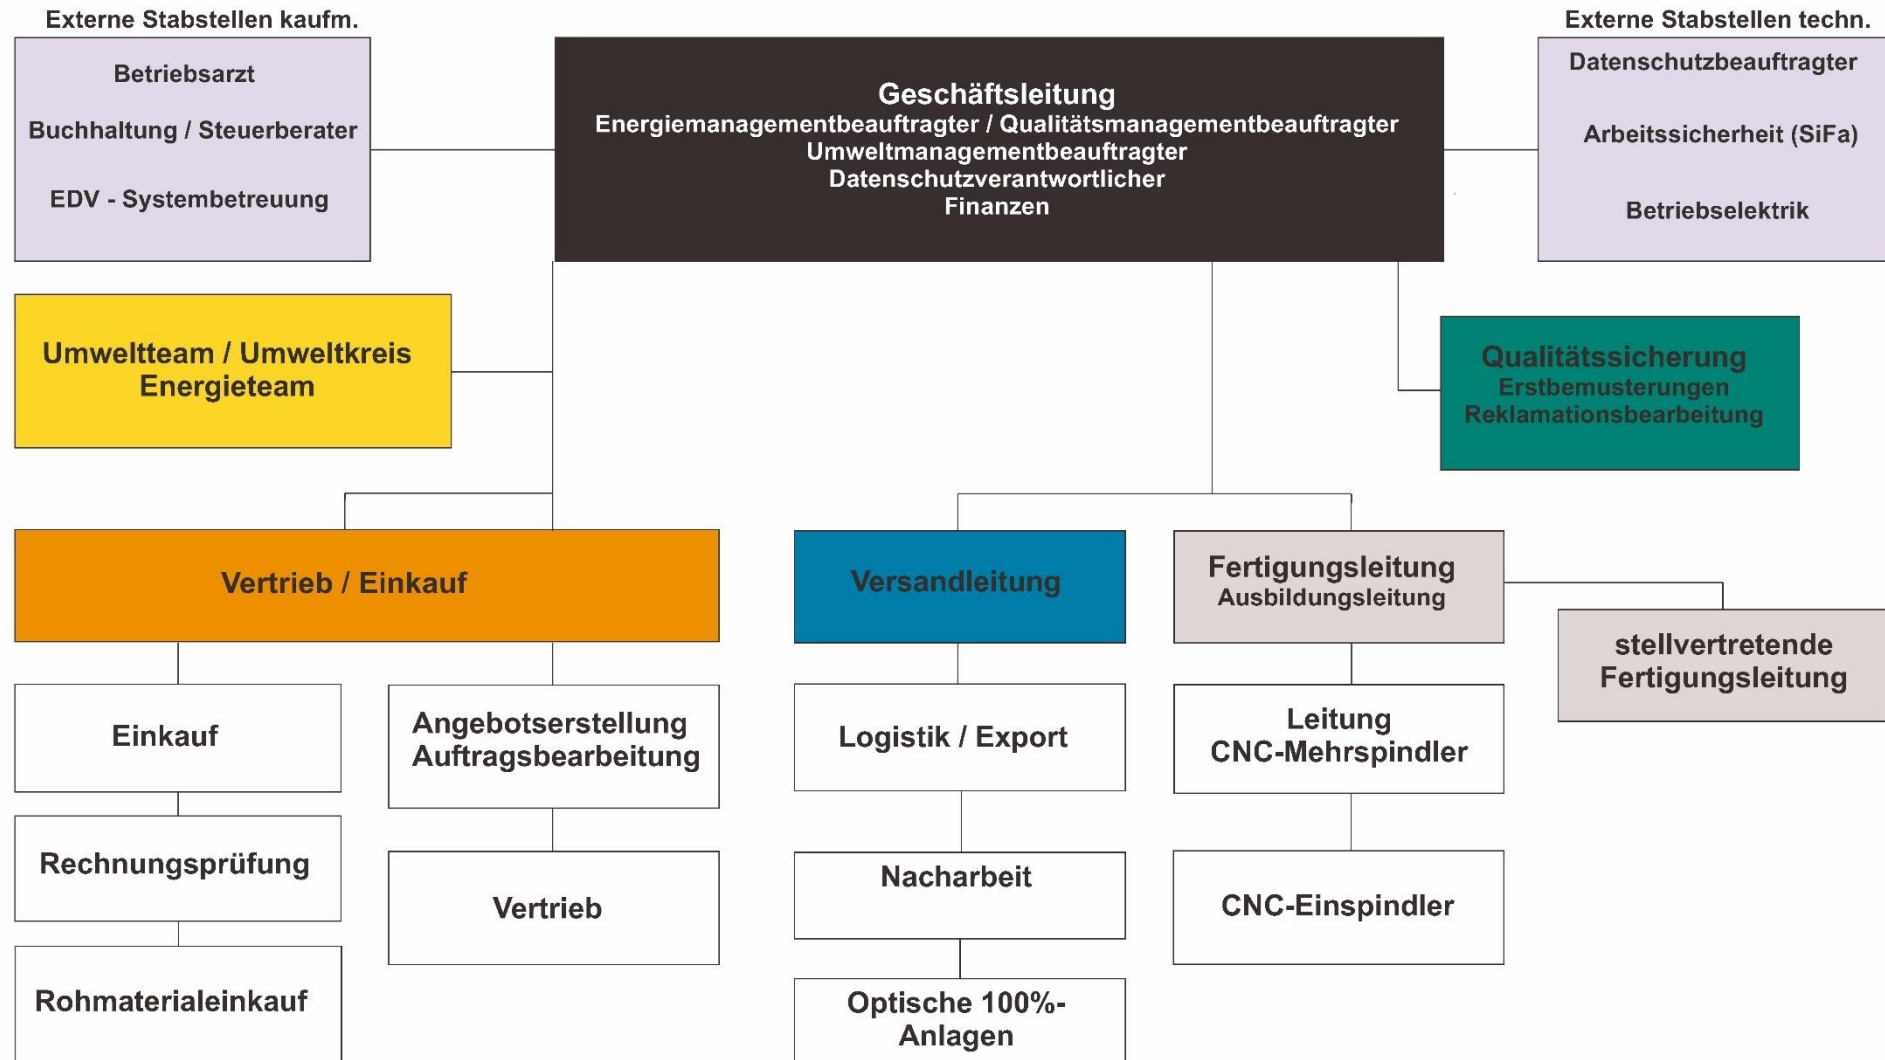 Externe Stabstellen kaufm.
Betriebsarzt
Buchhaltung / Steuerberater
EDV - Systembetreuung
Geschäftsleitung
Energiemanagementbeauftragter / Qualitätsmanagementbeauftragter
Umweltmanagementbeauftragter
Datenschutzverantwortlicher
Finanzen
Externe Stabstellen techn.
Datenschutzbeauftragter
Arbeitssicherheit (SiFa)
Betriebselektrik
Umweltteam / Umweltkreis
Energieteam
Qualitätssicherung
Erstbemusterungen
Reklamationsbearbeitung
Vertrieb / Einkauf
Versandleitung
Fertigungsleitung
Ausbildungsleitung
stellvertretende
Fertigungsleitung
Einkauf
Angebotserstellung
Auftragsbearbeitung
Logistik / Export
Leitung
CNC-Mehrspindler
Rechnungsprüfung
Vertrieb
Nacharbeit
CNC-Einspindler
Rohmaterialeinkauf
Optische 100%-
Anlagen